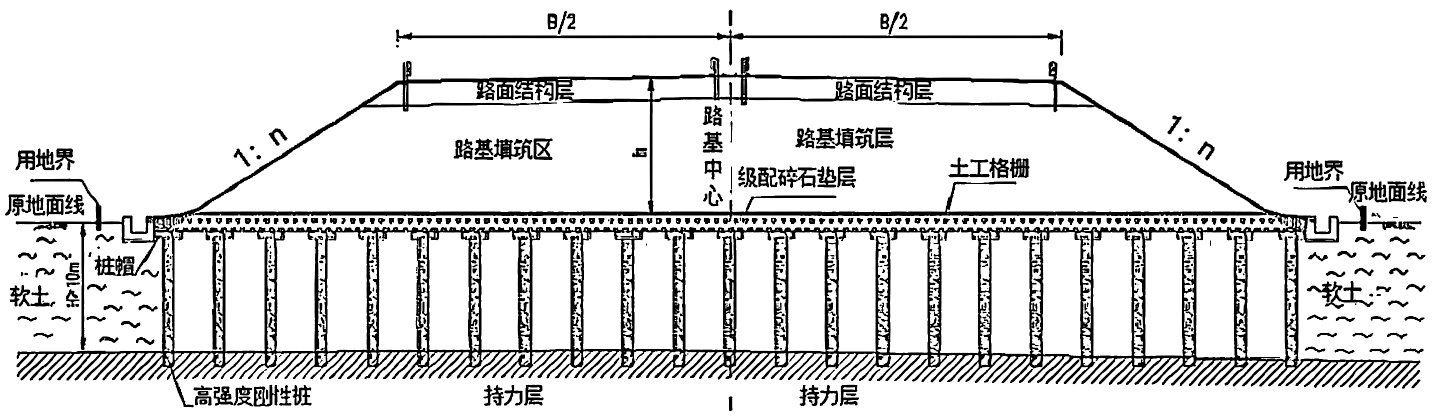 B/2
B/2
路面结构层
路面结构层
路基中心
1: n
1: n
路基填筑区
h
路基填筑层
用地界
用地界
级配碎石垫层
土工格栅
原地面线
原地面线
桩帽
软土
软土
高强度刚性桩
持力层
持力层